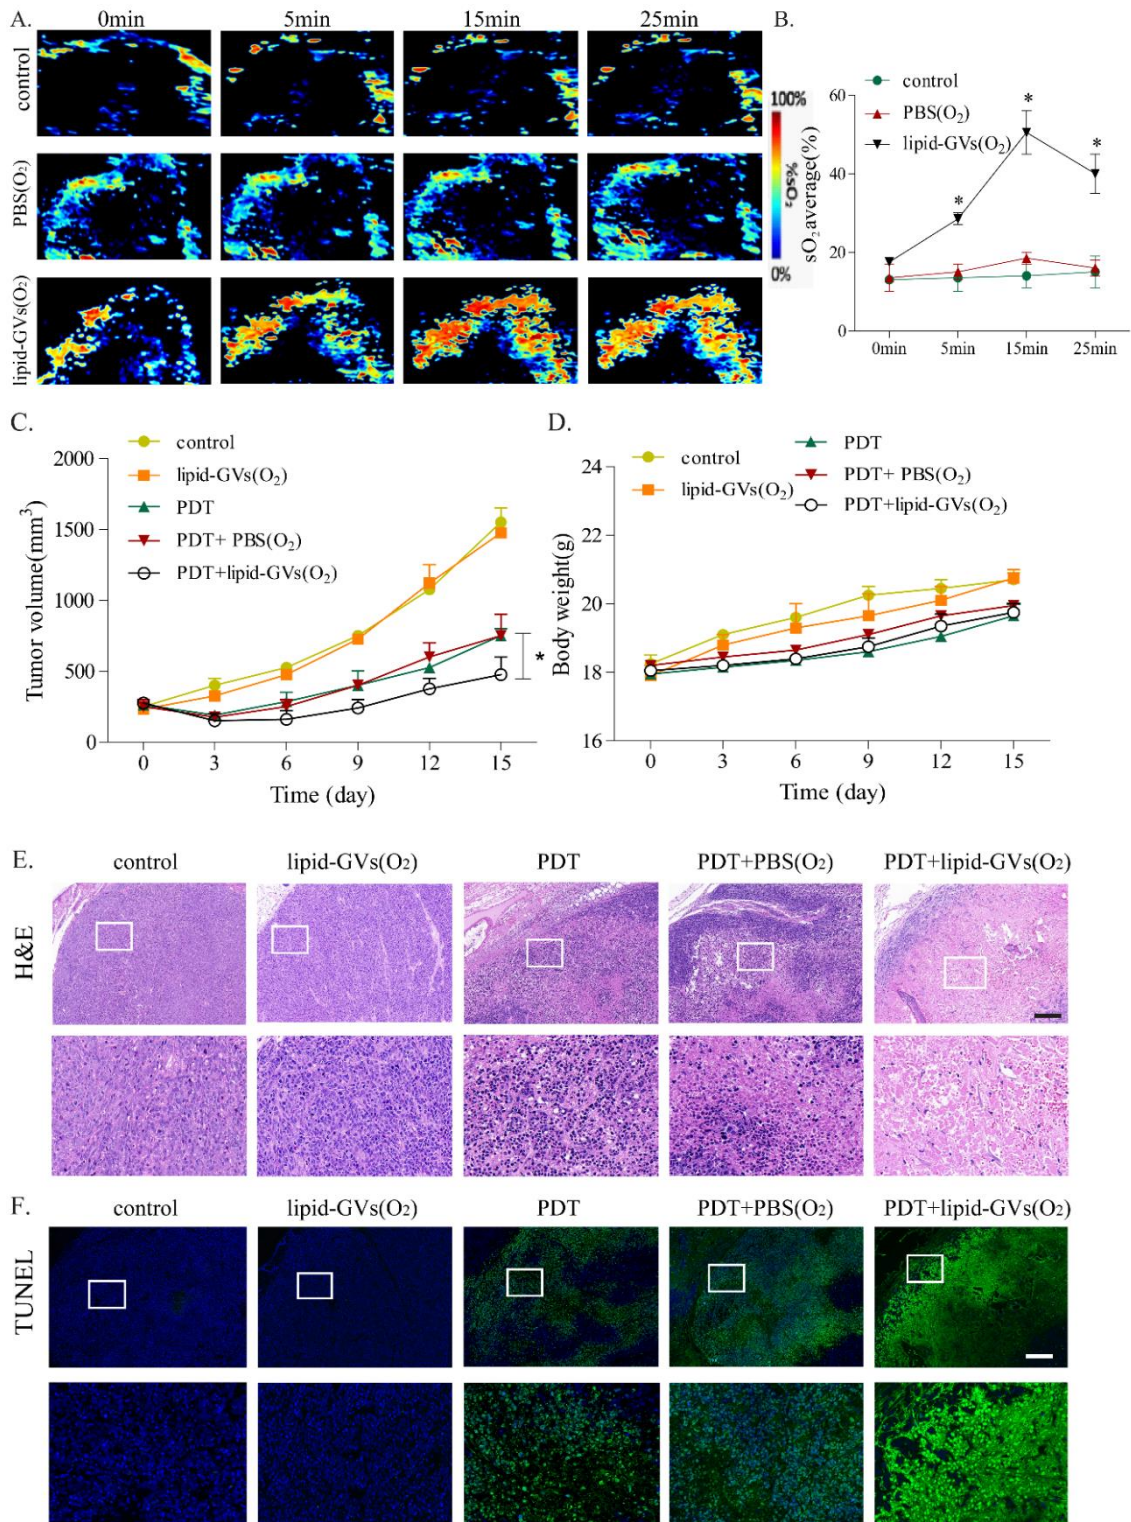 A.
0min 5min 15min 25min
control
PBS(O₂)
lipid-GVs(O₂)
100%
%sO₂
0%
B.
control
PBS(O₂)
lipid-GVs(O₂)
sO₂ average(%)
60
40
20
0
* * *
0min 5min 15min 25min
C.
control
lipid-GVs(O₂)
PDT
PDT+ PBS(O₂)
PDT+lipid-GVs(O₂)
Tumor volume(mm³)
2000
1500
1000
500
0
*
0 3 6 9 12 15
Time (day)
D.
control
lipid-GVs(O₂)
PDT
PDT+ PBS(O₂)
PDT+lipid-GVs(O₂)
Body weight(g)
24
22
20
18
16
0 3 6 9 12 15
Time (day)
E.
control lipid-GVs(O₂) PDT PDT+PBS(O₂) PDT+lipid-GVs(O₂)
H&E
F.
control lipid-GVs(O₂) PDT PDT+PBS(O₂) PDT+lipid-GVs(O₂)
TUNEL